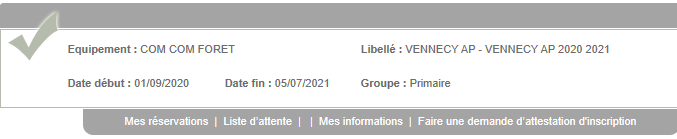 Equipement : COM COM FORET Libellé : VENNECY AP - VENNECY AP 2020 2021
Date début : 01/09/2020 Date fin : 05/07/2021 Groupe : Primaire
Mes réservations | Liste d'attente | | Mes informations | Faire une demande d'attestation d'inscription